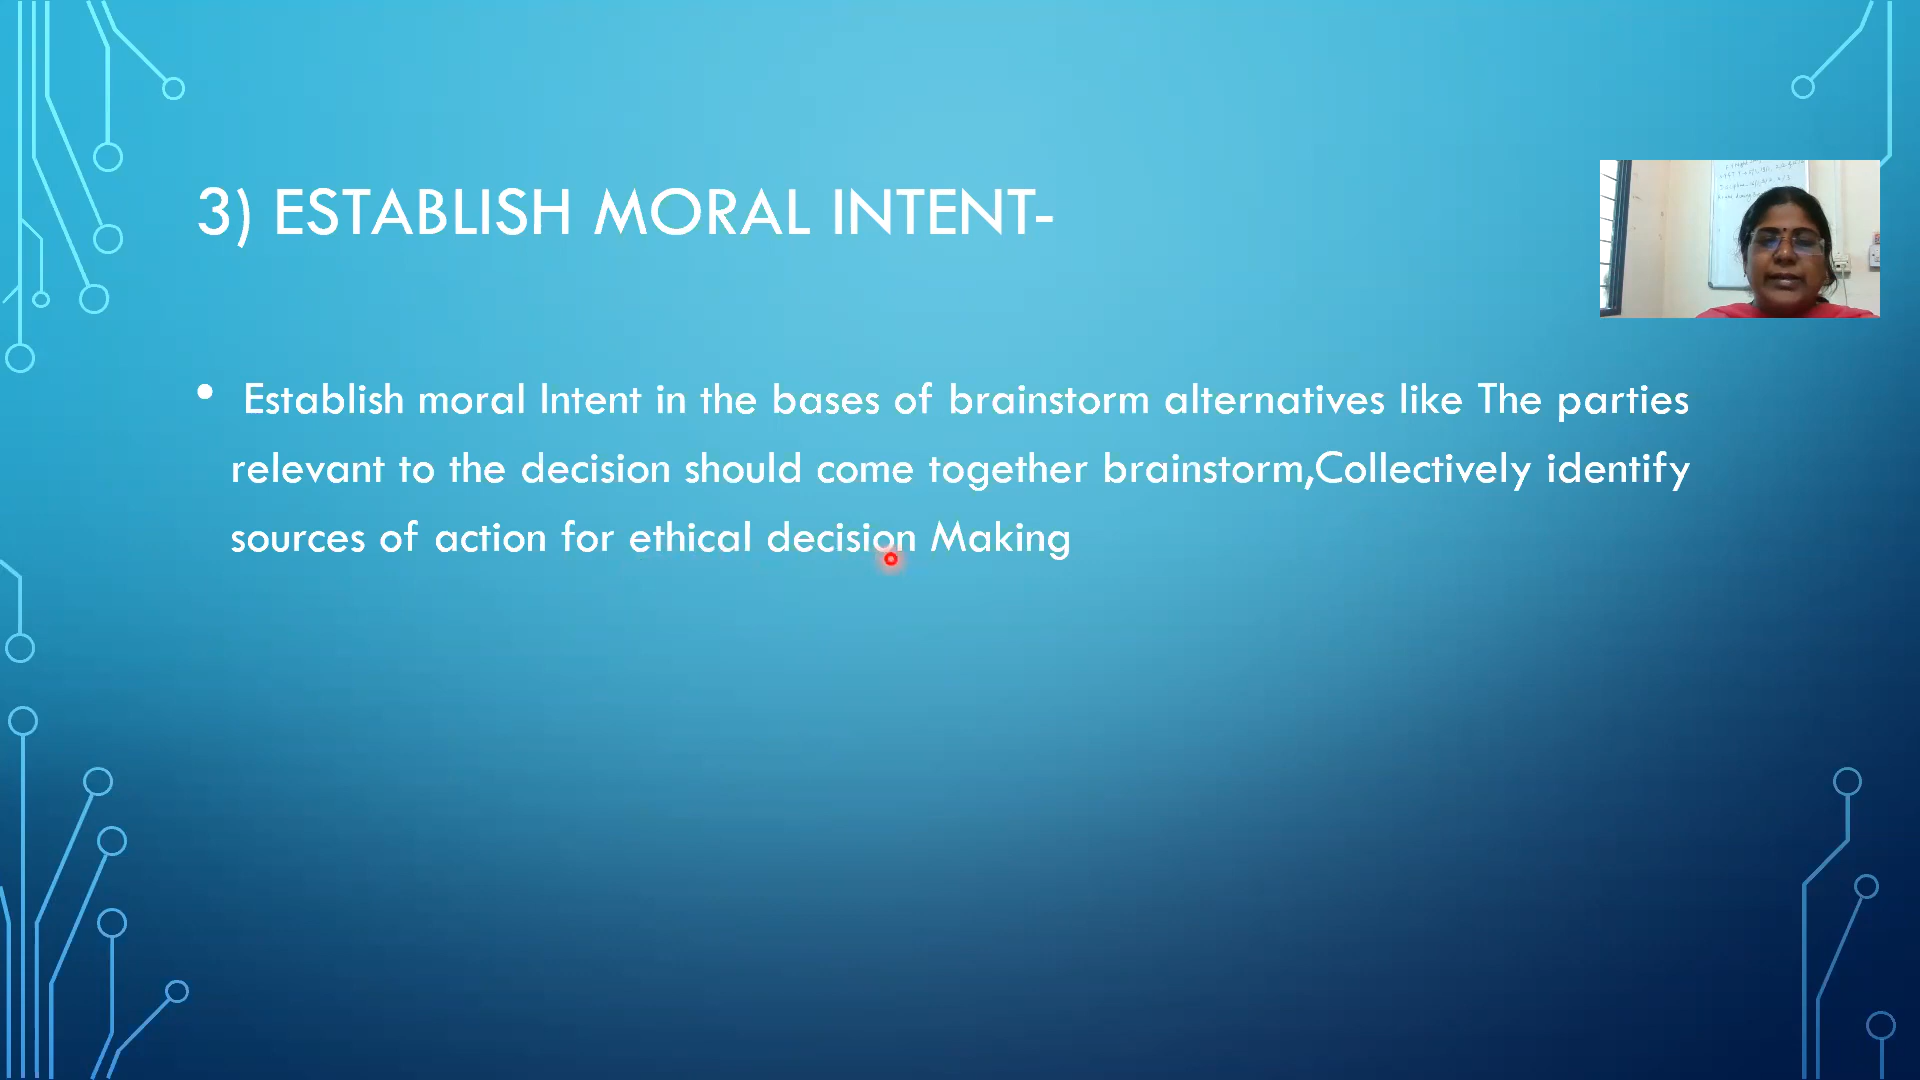 3) ESTABLISH MORAL INTENT-
• Establish moral Intent in the bases of brainstorm alternatives like The parties
relevant to the decision should come together brainstorm,Collectively identify
sources of action for ethical decision Making